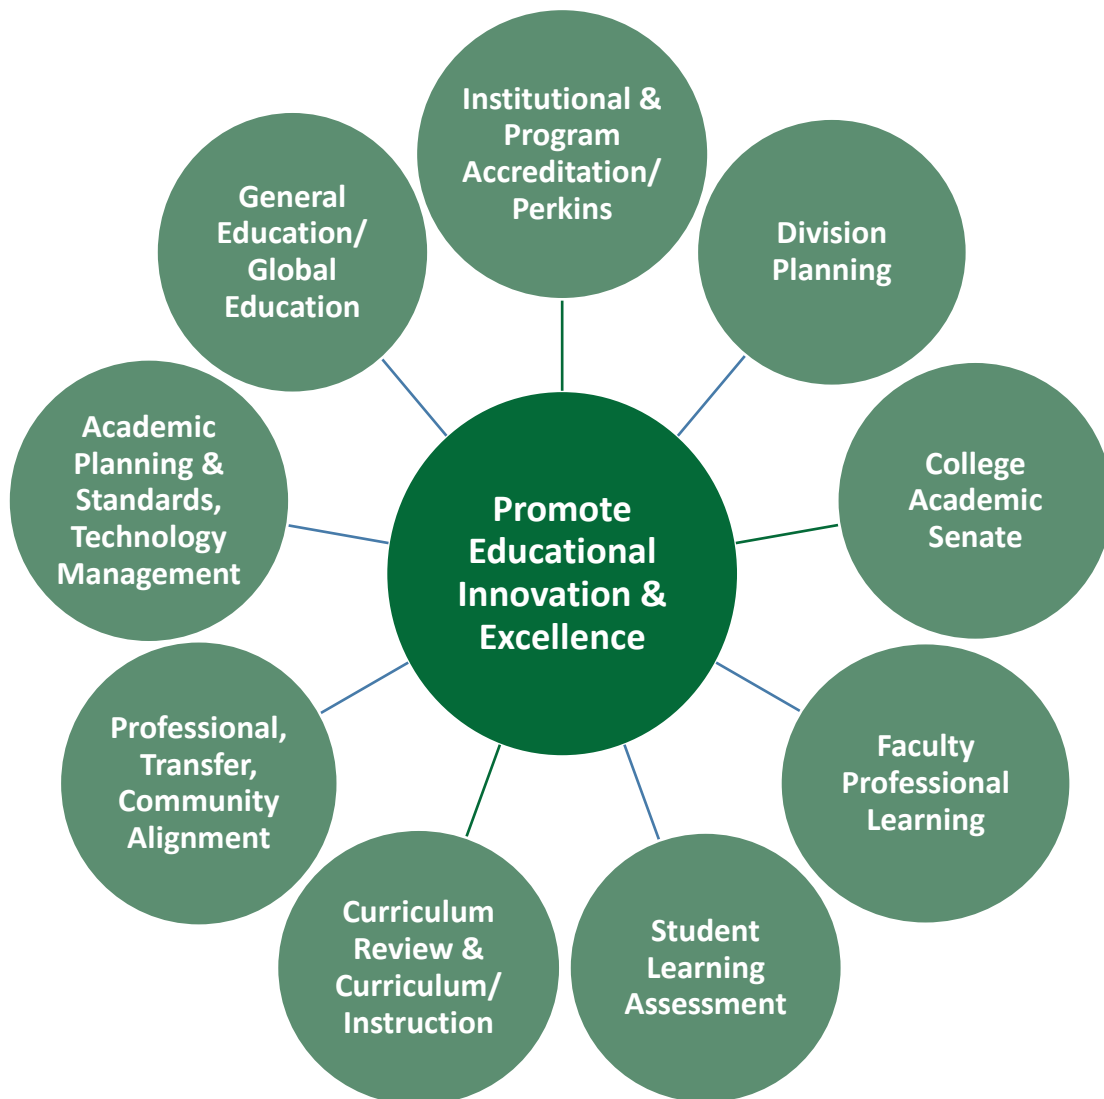 Institutional &
Program
Accreditation/
Perkins
Division
Planning
College
Academic
Senate
Faculty
Professional
Learning
Student
Learning
Assessment
Curriculum
Review &
Curriculum/
Instruction
Professional,
Transfer,
Community
Alignment
Academic
Planning &
Standards,
Technology
Management
General
Education/
Global
Education
Promote
Educational
Innovation &
Excellence